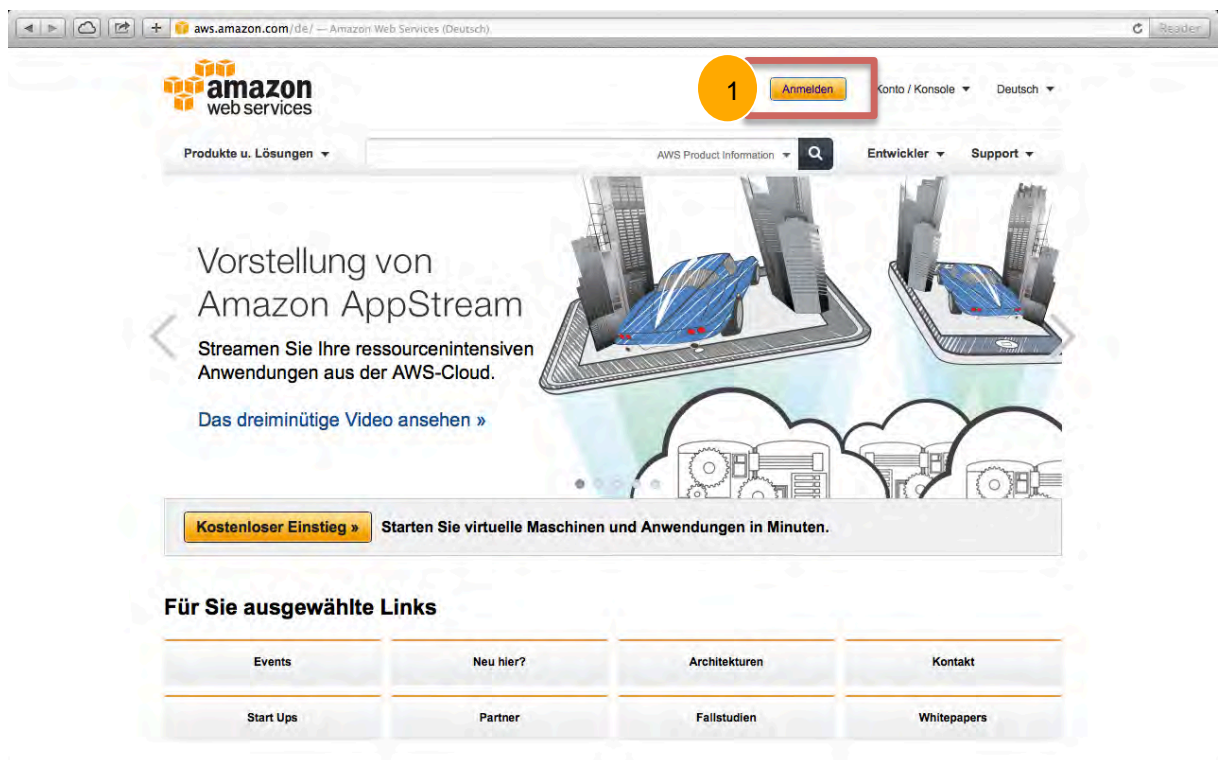 aws.amazon.com/de/ — Amazon Web Services (Deutsch)
Reader
amazon
web services
1
Anmelden
Konto / Konsole
Deutsch
Produkte u. Lösungen
AWS Product Information
Entwickler
Support
Vorstellung von
Amazon AppStream
Streamen Sie Ihre ressourcenintensiven
Anwendungen aus der AWS-Cloud.
Das dreiminütige Video ansehen »
Kostenloser Einstieg »
Starten Sie virtuelle Maschinen und Anwendungen in Minuten.
Für Sie ausgewählte Links
Events
Neu hier?
Architekturen
Kontakt
Start Ups
Partner
Fallstudien
Whitepapers